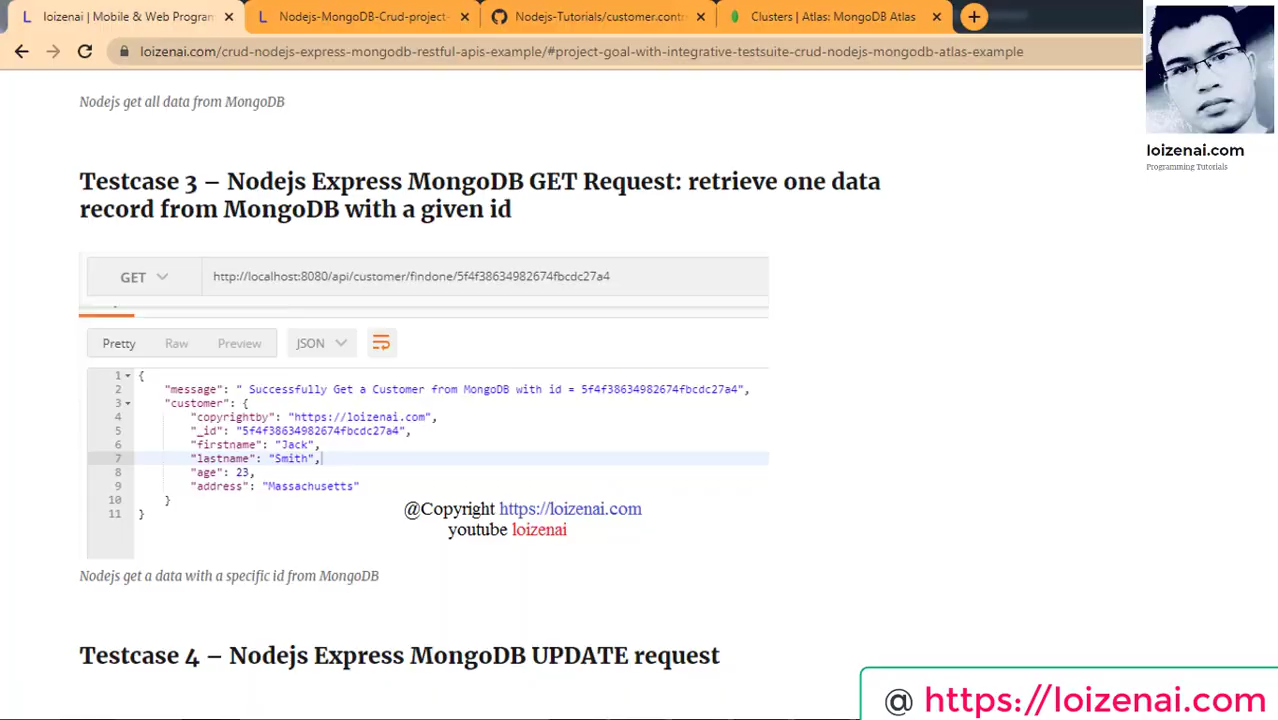 loizenai | Mobile & Web Program
Nodejs-MongoDB-Crud-project-
Nodejs-Tutorials/customer.contr
Clusters | Atlas: MongoDB Atlas
loizenai.com/crud-nodejs-express-mongodb-restful-apis-example/#project-goal-with-integrative-testsuite-crud-nodejs-mongodb-atlas-example
loizenai.com
Programming Tutorials
Nodejs get all data from MongoDB
Testcase 3 – Nodejs Express MongoDB GET Request: retrieve one data
record from MongoDB with a given id
GET http://localhost:8080/api/customer/findone/5f4f38634982674fbcdc27a4
Pretty Raw Preview JSON
1 {
2 "message": " Successfully Get a Customer from MongoDB with id = 5f4f38634982674fbcdc27a4",
3 "customer": {
4 "copyrightby": "https://loizenai.com",
5 "_id": "5f4f38634982674fbcdc27a4",
6 "firstname": "Jack",
7 "lastname": "Smith",
8 "age": 23,
9 "address": "Massachusetts"
10 }
11 }
@Copyright https://loizenai.com
youtube loizenai
Nodejs get a data with a specific id from MongoDB
Testcase 4 – Nodejs Express MongoDB UPDATE request
@ https://loizenai.com